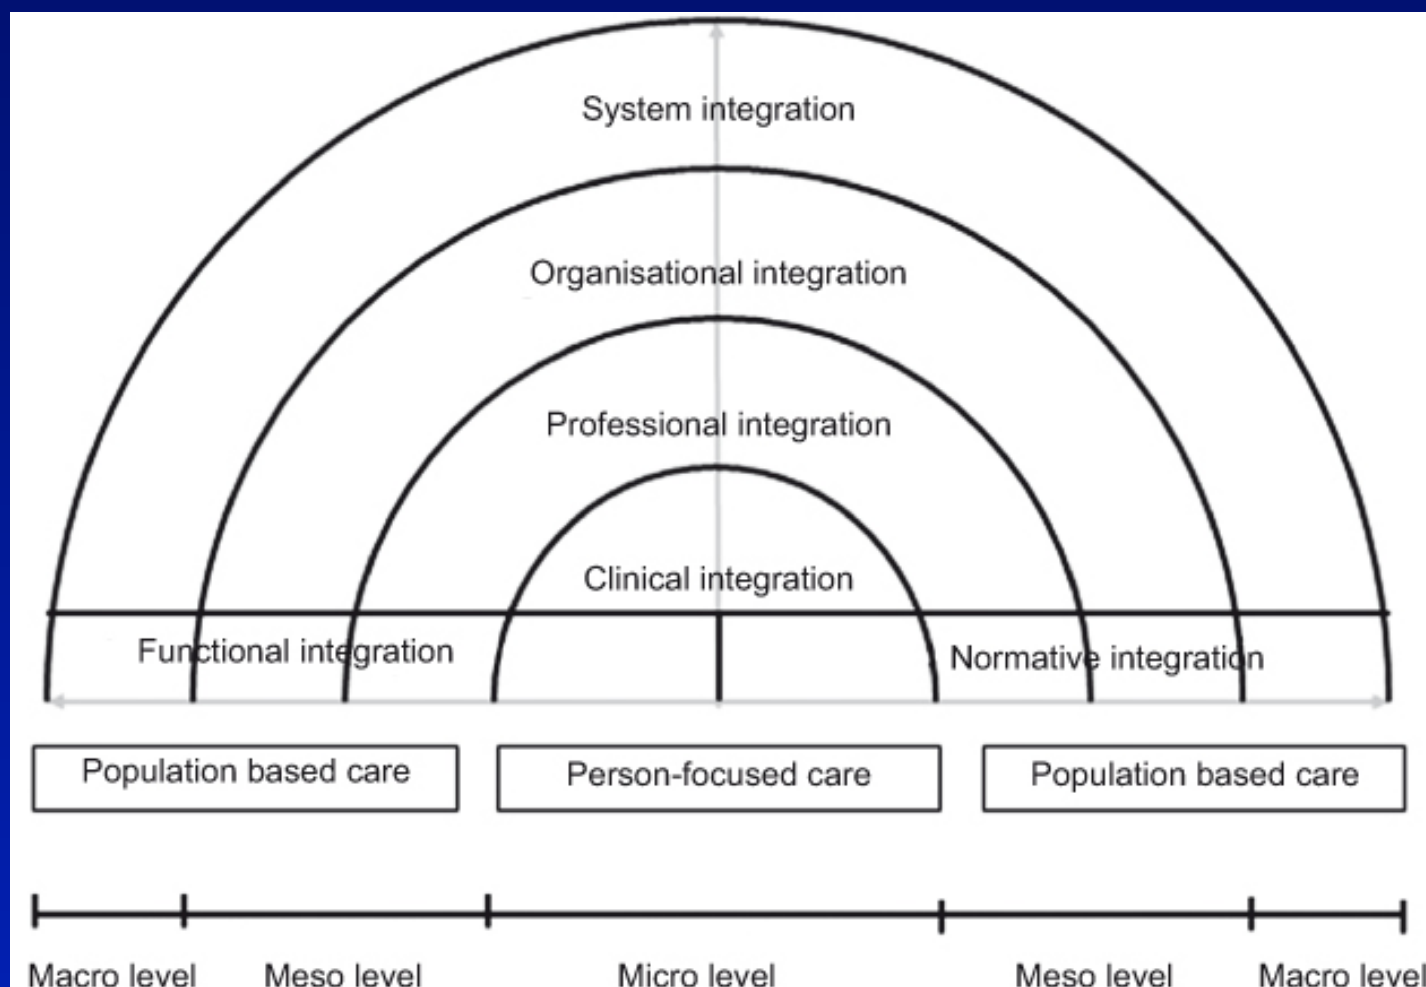 System integration
Organisational integration
Professional integration
Clinical integration
Functional integration
Normative integration
Population based care
Person-focused care
Population based care
Macro level
Meso level
Micro level
Meso level
Macro level